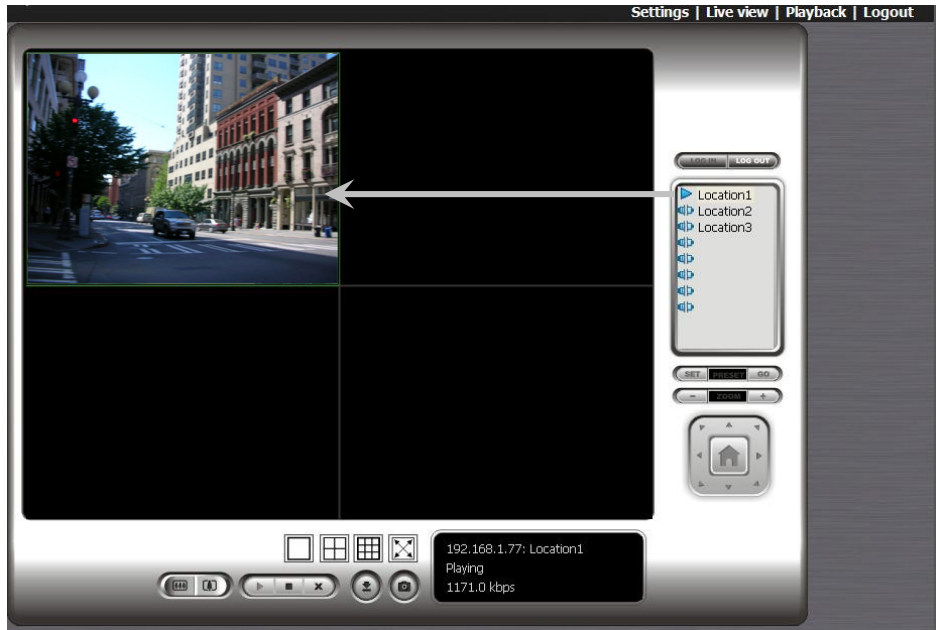 Settings | Live view | Playback | Logout
LOG IN LOG OUT
Location1
Location2
Location3
SET PRESET GO
- ZOOM +
192.168.1.77: Location1
Playing
1171.0 kbps